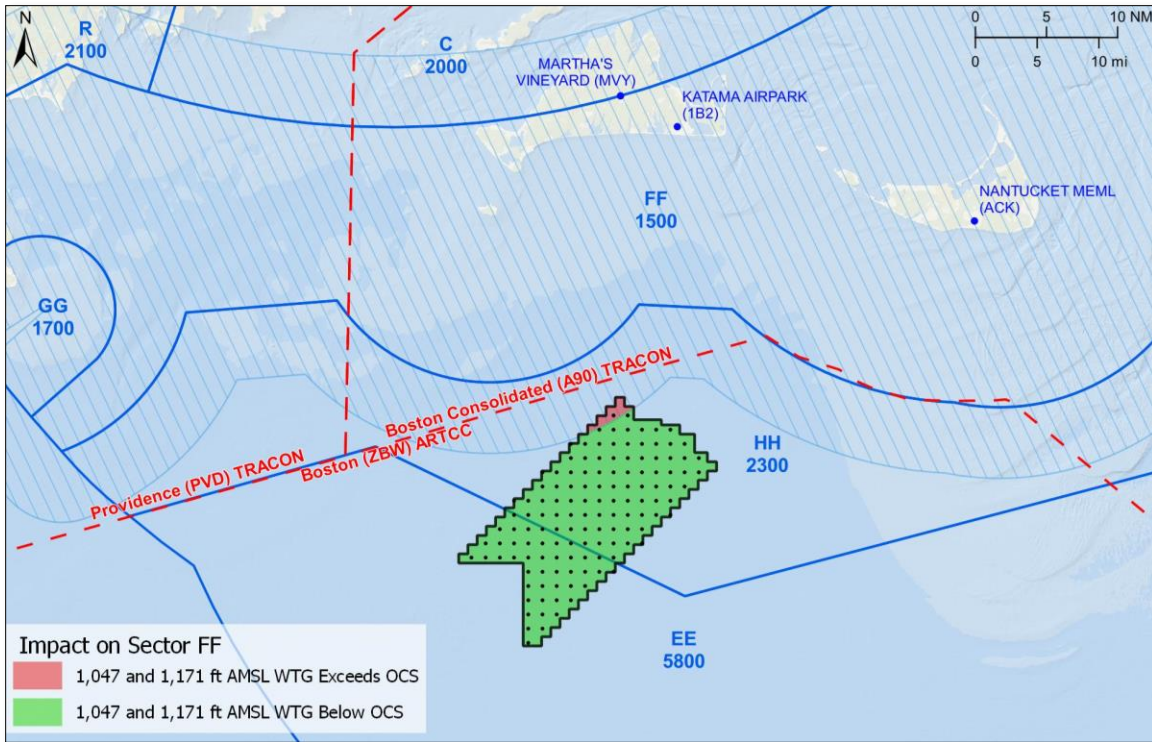 N
R
2100
C
2000
0 5 10 NM
0 5 10 mi
MARTHA'S
VINEYARD (MVY)
KATAMA AIRPARK
(1B2)
FF
1500
NANTUCKET MEML
(ACK)
GG
1700
Boston Consolidated (A90) TRACON
Providence (PVD) TRACON
Boston (ZBW) ARTCC
HH
2300
EE
5800
Impact on Sector FF
1,047 and 1,171 ft AMSL WTG Exceeds OCS
1,047 and 1,171 ft AMSL WTG Below OCS